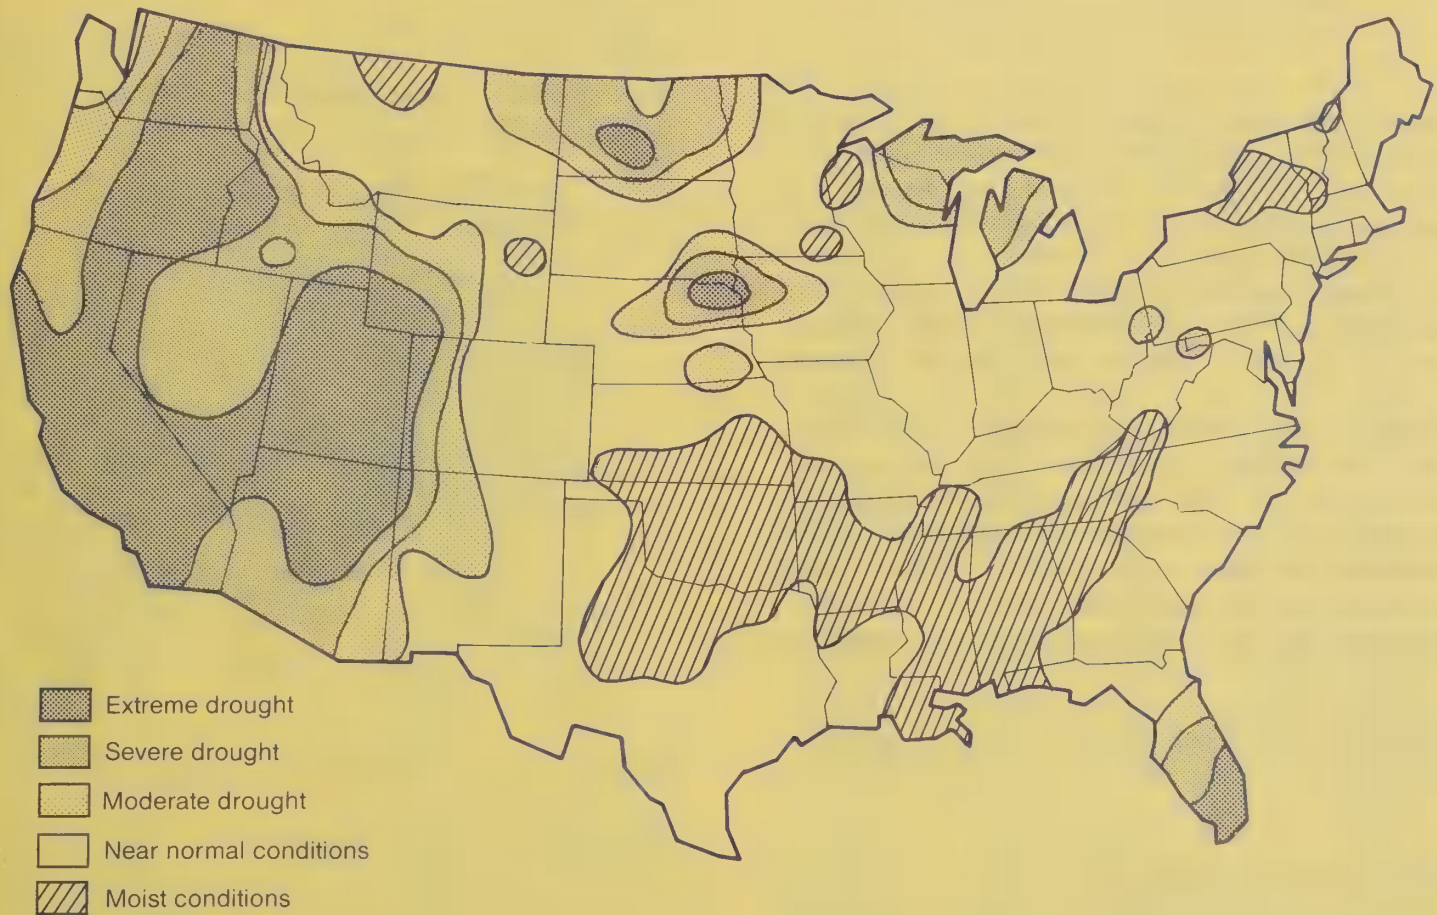 Extreme drought
Severe drought
Moderate drought
Near normal conditions
Moist conditions